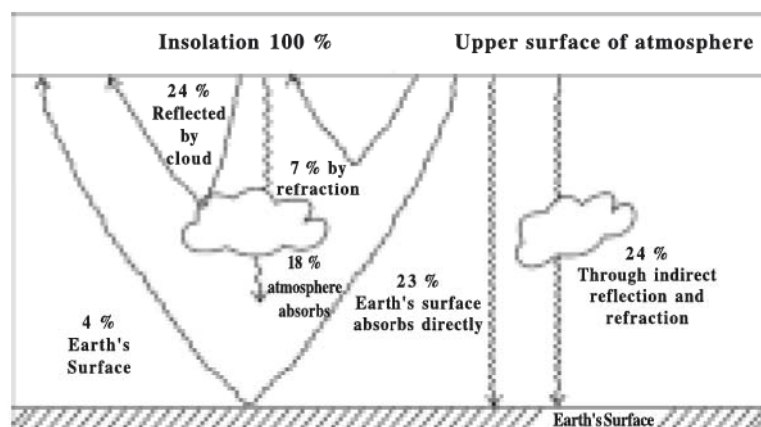 Insolation 100 %
Upper surface of atmosphere
24 %
Reflected
by
cloud
7 % by
refraction
18 %
atmosphere
absorbs
23 %
Earth's surface
absorbs directly
24 %
Through indirect
reflection and
refraction
4 %
Earth's
Surface
Earth's Surface